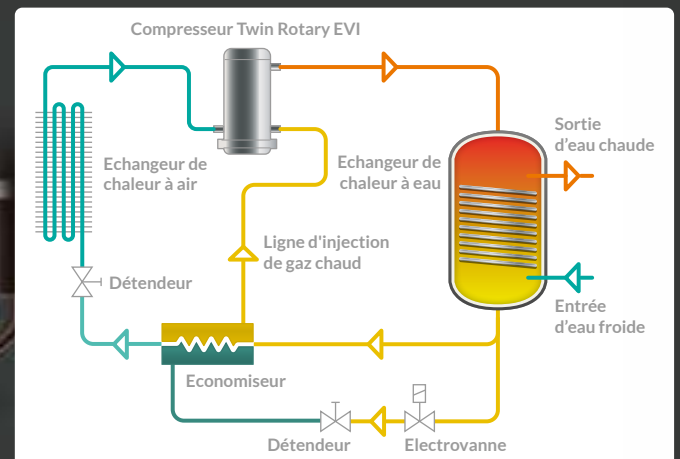 Compresseur Twin Rotary EVI
Sortie
d'eau chaude
Echangeur de
chaleur à air
Echangeur de
chaleur à eau
Ligne d'injection
de gaz chaud
Détendeur
Entrée
d'eau froide
Economiseur
Détendeur
Electrovanne